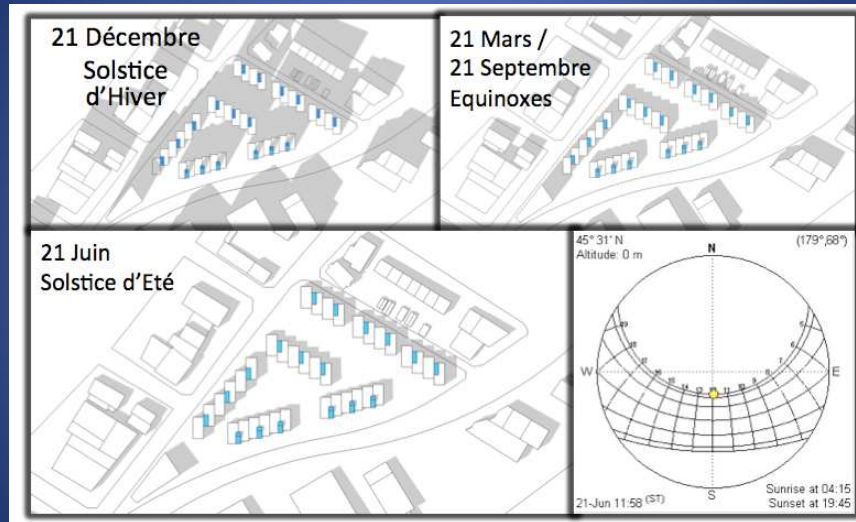 21 Décembre
Solstice
d'Hiver
21 Mars /
21 Septembre
Equinoxes
21 Juin
Solstice d'Eté
45° 31' N
Altitude: 0 m
N
(179°,68°)
W
E
S
21-Jun 11:58 (ST)
Sunrise at 04:15
Sunset at 19:45